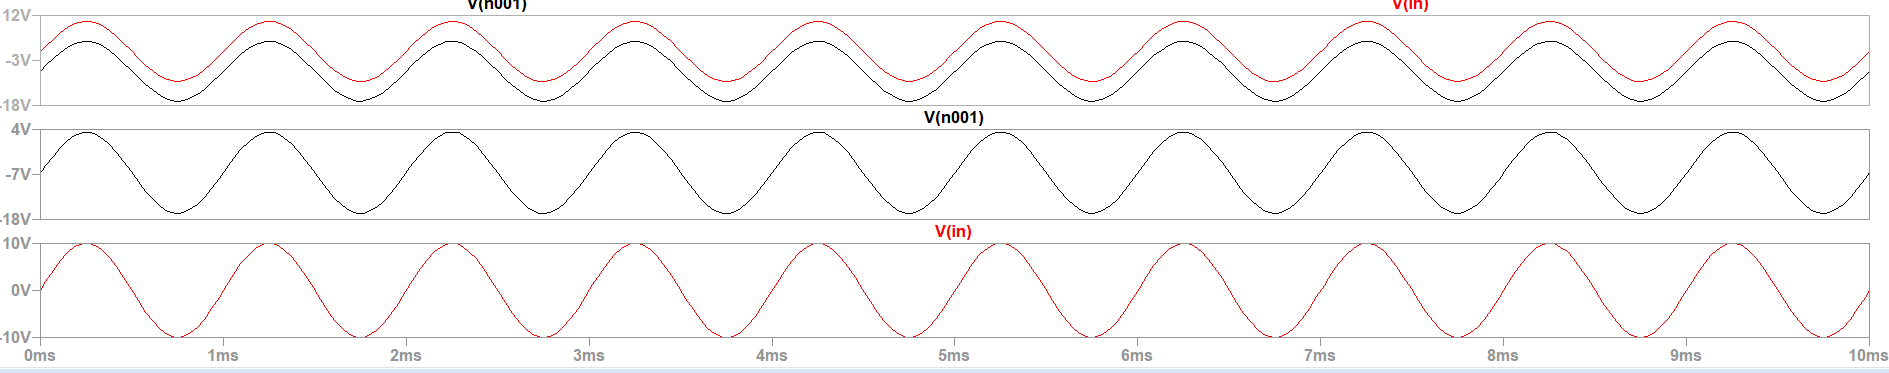 V(n001) V(in)
12V
-3V
-18V
V(n001)
4V
-7V
-18V
V(in)
10V
0V
-10V
0ms 1ms 2ms 3ms 4ms 5ms 6ms 7ms 8ms 9ms 10ms